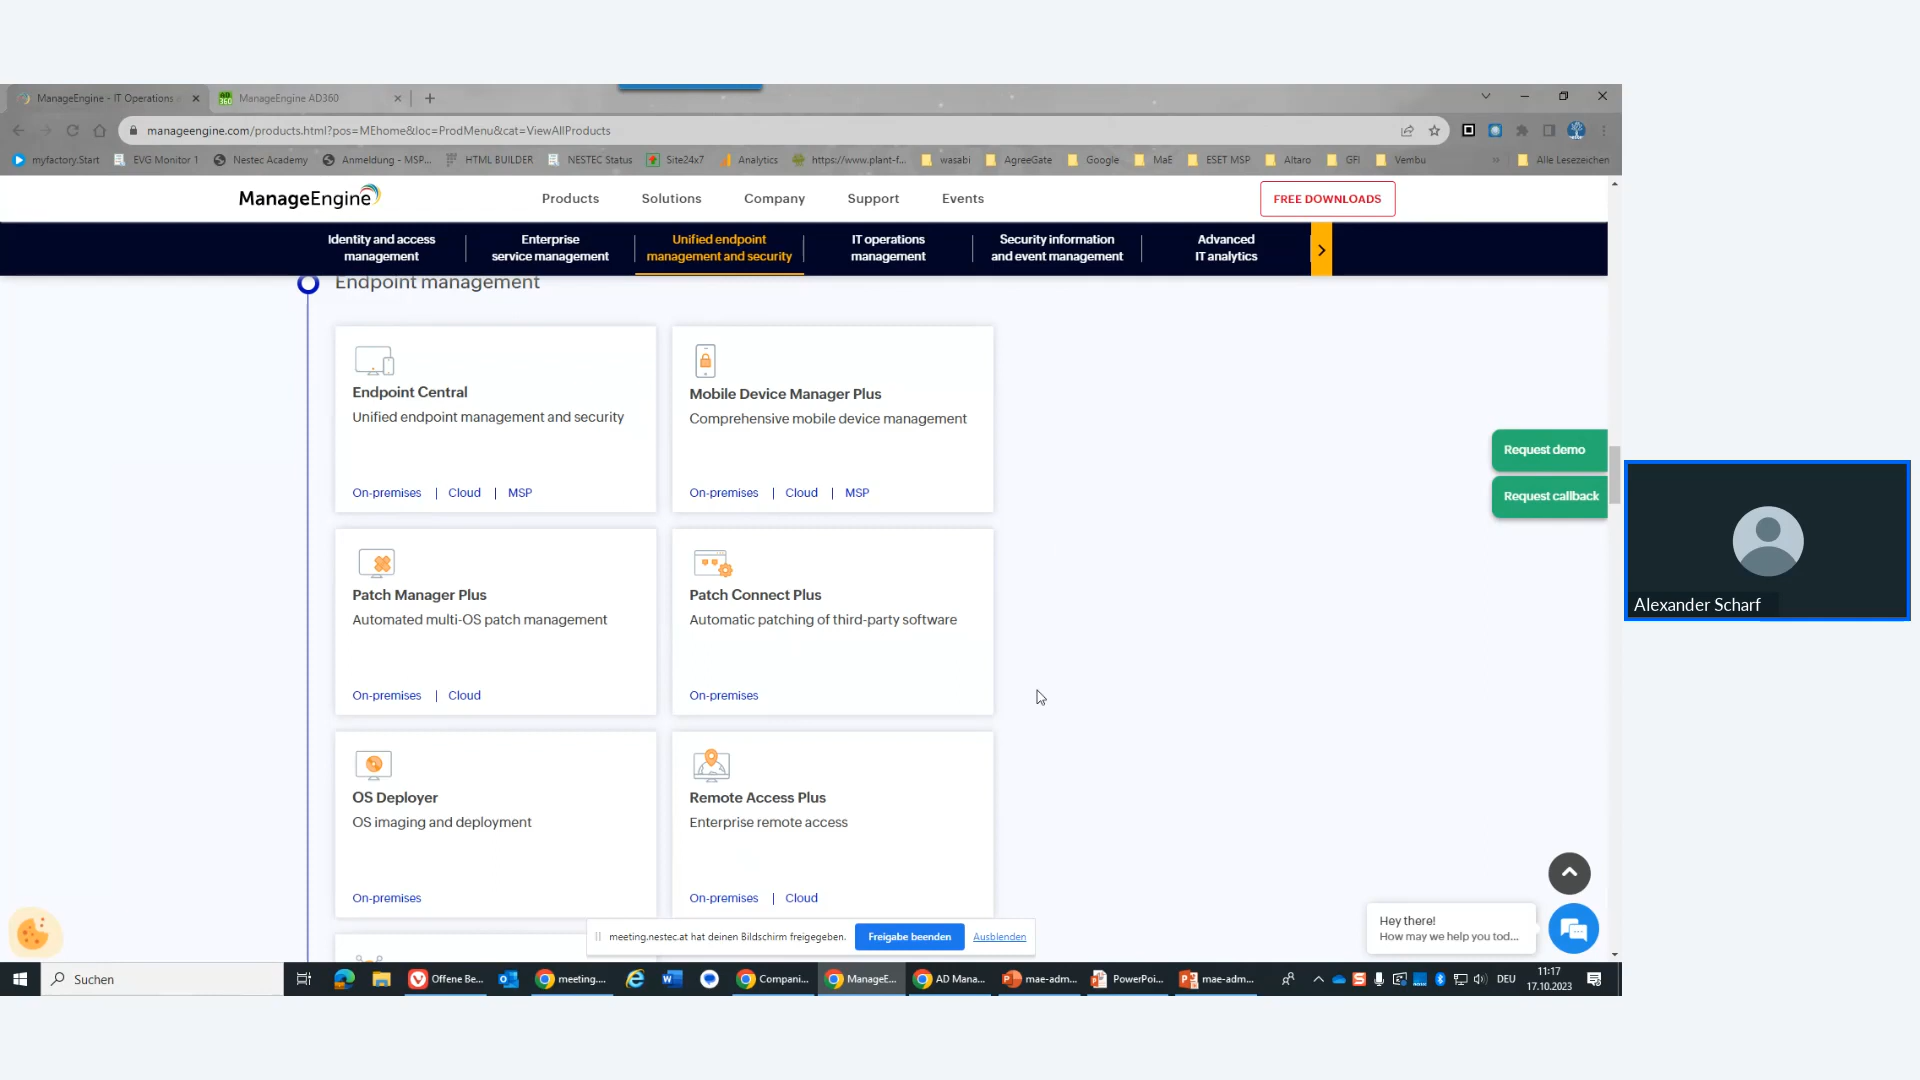 ManageEngine - IT Operations
ManageEngine AD360
manageengine.com/products.html?pos=MEhome&loc=ProdMenu&cat=ViewAllProducts
myfactory.Start
EVG Monitor 1
Nestec Academy
Anmeldung - MSP...
HTML BUILDER
NESTEC Status
Site24x7
Analytics
https://www.plant-f...
wasabi
AgreeGate
Google
MaE
ESET MSP
Altaro
GFI
Vembu
»
Alle Lesezeichen
ManageEngine
Products
Solutions
Company
Support
Events
FREE DOWNLOADS
Identity and access
management
Enterprise
service management
Unified endpoint
management and security
IT operations
management
Security information
and event management
Advanced
IT analytics
Endpoint management
Endpoint Central
Unified endpoint management and security
On-premises | Cloud | MSP
Mobile Device Manager Plus
Comprehensive mobile device management
On-premises | Cloud | MSP
Request demo
Request callback
Alexander Scharf
Patch Manager Plus
Automated multi-OS patch management
On-premises | Cloud
Patch Connect Plus
Automatic patching of third-party software
On-premises
OS Deployer
OS imaging and deployment
On-premises
Remote Access Plus
Enterprise remote access
On-premises | Cloud
Hey there!
How may we help you tod...
meeting.nestec.at hat deinen Bildschirm freigegeben.
Freigabe beenden
Ausblenden
Suchen
Offene Be...
meeting....
Compani...
ManageE...
AD Mana...
mae-adm...
PowerPoi...
mae-adm...
DEU
11:17
17.10.2023